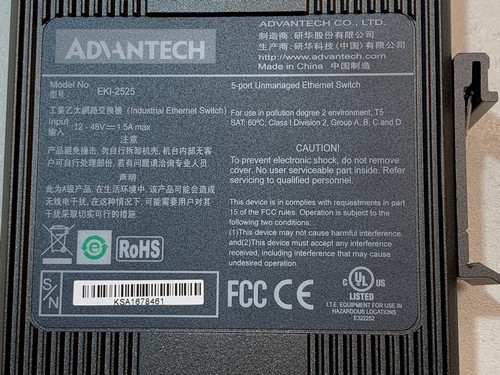 ADVANTECH
ADVANTECH CO., LTD.
制造商: 研华股份有限公司
生产商: 研华科技(中国)有限公司
http://www.advantech.com
Made in China 中国制造
Model No
型号: EKI-2525
5-port Unmanaged Ethernet Switch
工業乙太網路交換機 (Industrial Ethernet Switch)
Input
输入: 12 - 48V⎓1.5A max
For use in pollution degree 2 environment, T5
SAT: 60°C; Class I Division 2, Group A, B, C and D
注意
产品避免撞击, 勿自行拆卸机壳, 机台内部无客
户可自行处理部份, 若有问题请洽询专业人员
CAUTION!
To prevent electronic shock, do not remove
cover. No user serviceable part inside. Refer
servicing to qualified personnel.
声明
此为A级产品, 在生活环境中, 该产品可能会造成
无线电干扰, 在这种情况下, 可能需要用户对其
干扰采取切实可行的措施.
This device is in compliance with requirements in part
15 of the FCC rules. Operation is subject to the
following two conditions:
(1)This device may not cause harmful interference.
and(2)This device must accept any interference
received, including interference that may cause
undesired operation.
e
RoHS
S/N
KSA1678461
FCC CE
c UL US
LISTED
I.T.E. EQUIPMENT FOR USE IN
HAZARDOUS LOCATIONS
E322252